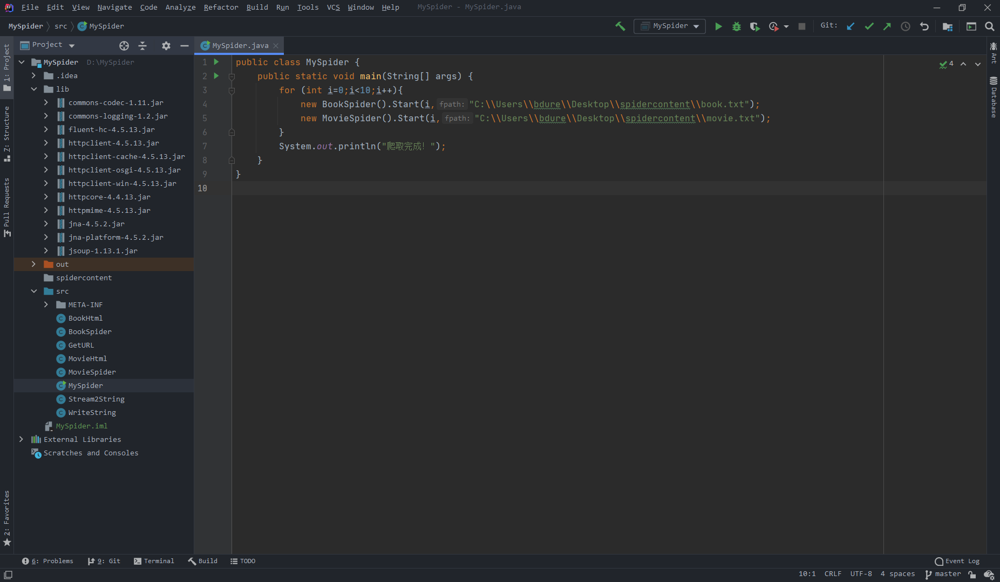 File Edit View Navigate Code Analyze Refactor Build Run Tools VCS Window Help MySpider - MySpider.java
MySpider src MySpider
MySpider
Git:
1: Project
Z: Structure
Pull Requests
2: Favorites
Project
MySpider D:\MySpider
.idea
lib
commons-codec-1.11.jar
commons-logging-1.2.jar
fluent-hc-4.5.13.jar
httpclient-4.5.13.jar
httpclient-cache-4.5.13.jar
httpclient-osgi-4.5.13.jar
httpclient-win-4.5.13.jar
httpcore-4.4.13.jar
httpmime-4.5.13.jar
jna-4.5.2.jar
jna-platform-4.5.2.jar
jsoup-1.13.1.jar
out
spidercontent
src
META-INF
BookHtml
BookSpider
GetURL
MovieHtml
MovieSpider
MySpider
Stream2String
WriteString
MySpider.iml
External Libraries
Scratches and Consoles
MySpider.java
1 public class MySpider {
2 public static void main(String[] args) {
3 for (int i=0;i<10;i++){
4 new BookSpider().Start(i, fpath: "C:\\Users\\bdure\\Desktop\\spidercontent\\book.txt");
5 new MovieSpider().Start(i, fpath: "C:\\Users\\bdure\\Desktop\\spidercontent\\movie.txt");
6 }
7 System.out.println("爬取完成！");
8 }
9 }
10
4
Ant
Database
6: Problems 9: Git Terminal Build TODO Event Log
10:1 CRLF UTF-8 4 spaces master